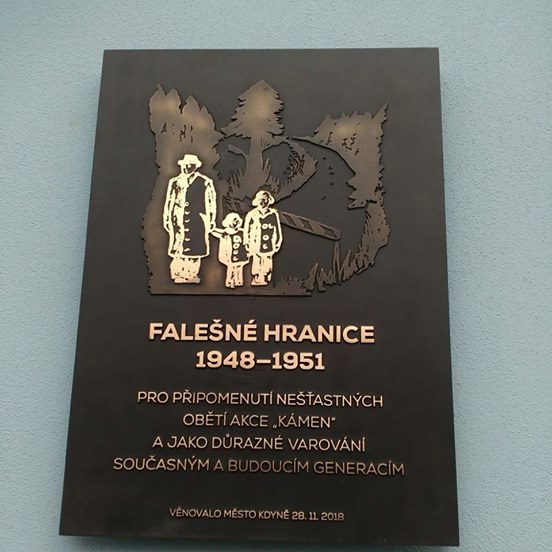 FALEŠNÉ HRANICE
1948–1951
PRO PŘIPOMENUTÍ NEŠŤASTNÝCH
OBĚTÍ AKCE „KÁMEN“
A JAKO DŮRAZNÉ VAROVÁNÍ
SOUČASNÝM A BUDOUCÍM GENERACÍM
VĚNOVALO MĚSTO KDYNĚ 28. 11. 2018